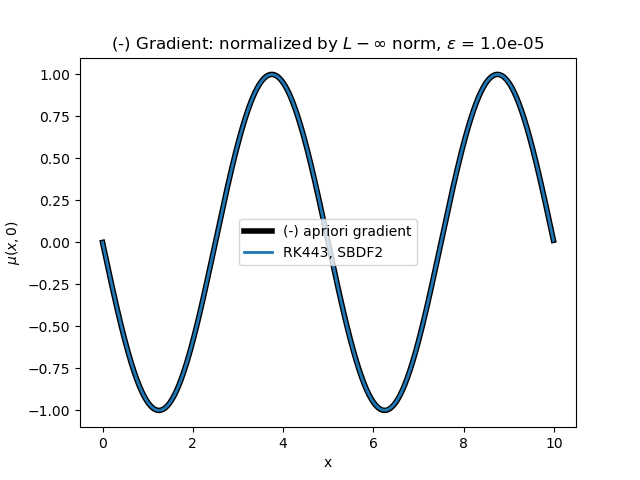 (-) Gradient: normalized by L − ∞ norm, ε = 1.0e-05
1.00
0.75
0.50
0.25
0.00
−0.25
−0.50
−0.75
−1.00
μ(x, 0)
(-) apriori gradient
RK443, SBDF2
0 2 4 6 8 10
x